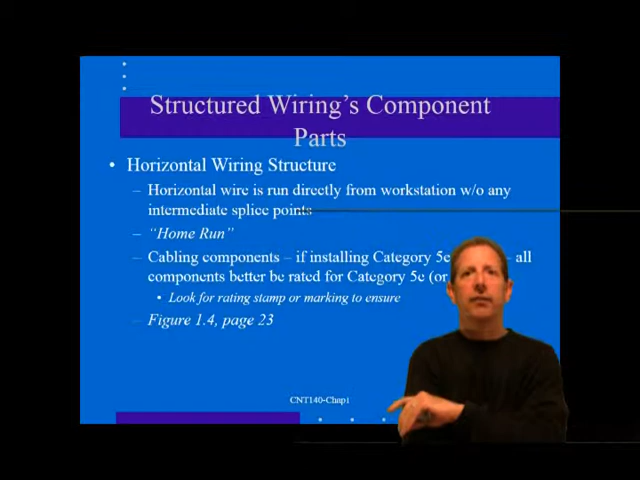 Structured Wiring's Component
Parts
• Horizontal Wiring Structure
– Horizontal wire is run directly from workstation w/o any
intermediate splice points
– "Home Run"
– Cabling components – if installing Category 5e – all
components better be rated for Category 5e (or
• Look for rating stamp or marking to ensure
– Figure 1.4, page 23
CNT140-Chap1